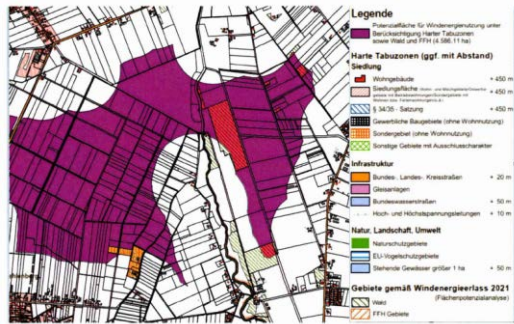 Legende
Potenzialfläche für Windenergienutzung unter
Berücksichtigung Harter Tabuzonen
sowie Wald und FFH (4.586,11 ha)
Harte Tabuzonen (ggf. mit Abstand)
Siedlung
Wohngebäude + 450 m
Siedlungsfläche + 450 m
§ 34/35 - Satzung + 450 m
Gewerbliche Baugebiete (ohne Wohnnutzung)
Sondergebiet (ohne Wohnnutzung)
Sonstige Gebiete mit Ausschlusscharakter
Infrastruktur
Bundes-, Landes-, Kreisstraßen + 20 m
Gleisanlagen
Bundeswasserstraßen + 50 m
Hoch- und Höchstspannungsleitungen + 10 m
Natur, Landschaft, Umwelt
Naturschutzgebiete
EU-Vogelschutzgebiete
Stehende Gewässer größer 1 ha + 50 m
Gebiete gemäß Windenergieerlass 2021
(Flächenpotenzialanalyse)
Wald
FFH Gebiete